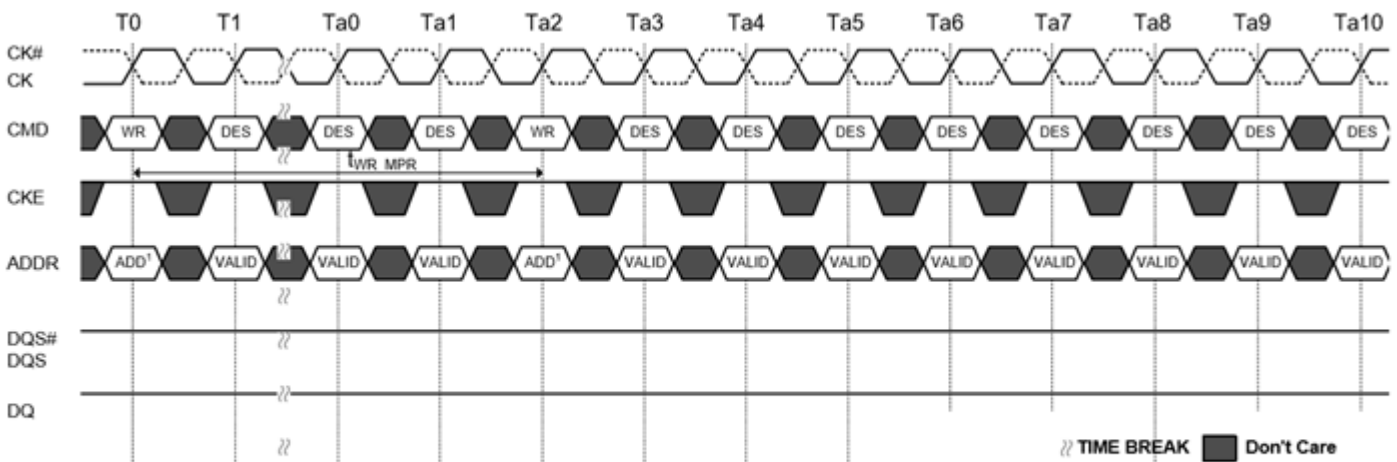 T0 T1 Ta0 Ta1 Ta2 Ta3 Ta4 Ta5 Ta6 Ta7 Ta8 Ta9 Ta10
CK#
CK
CMD WR DES DES DES WR DES DES DES DES DES DES DES DES
tWR_MPR
CKE
ADDR ADD¹ VALID VALID VALID ADD¹ VALID VALID VALID VALID VALID VALID VALID VALID
DQS#
DQS
DQ
TIME BREAK Don't Care